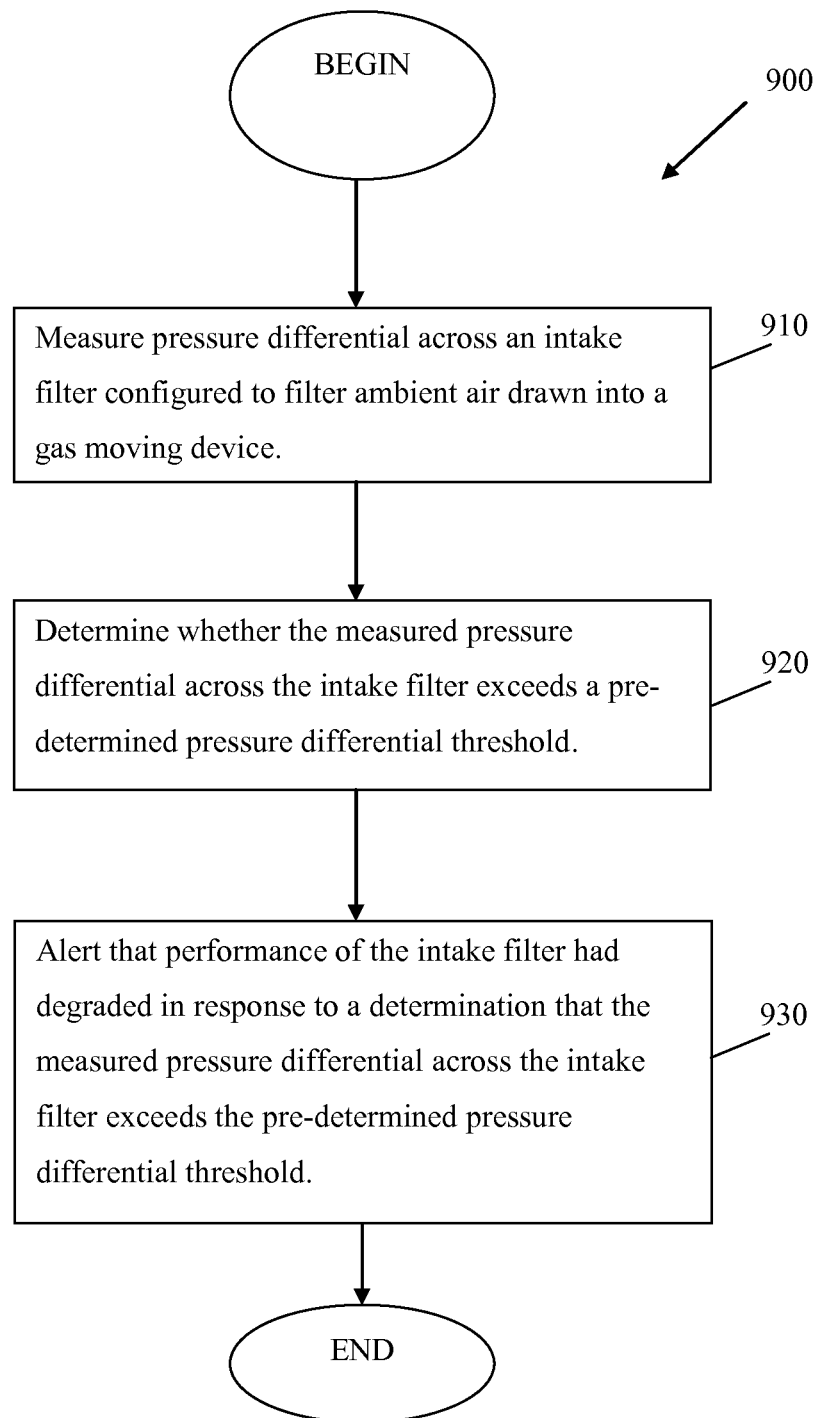 BEGIN
900
Measure pressure differential across an intake
filter configured to filter ambient air drawn into a
gas moving device.
910
Determine whether the measured pressure
differential across the intake filter exceeds a pre-
determined pressure differential threshold.
920
Alert that performance of the intake filter had
degraded in response to a determination that the
measured pressure differential across the intake
filter exceeds the pre-determined pressure
differential threshold.
930
END